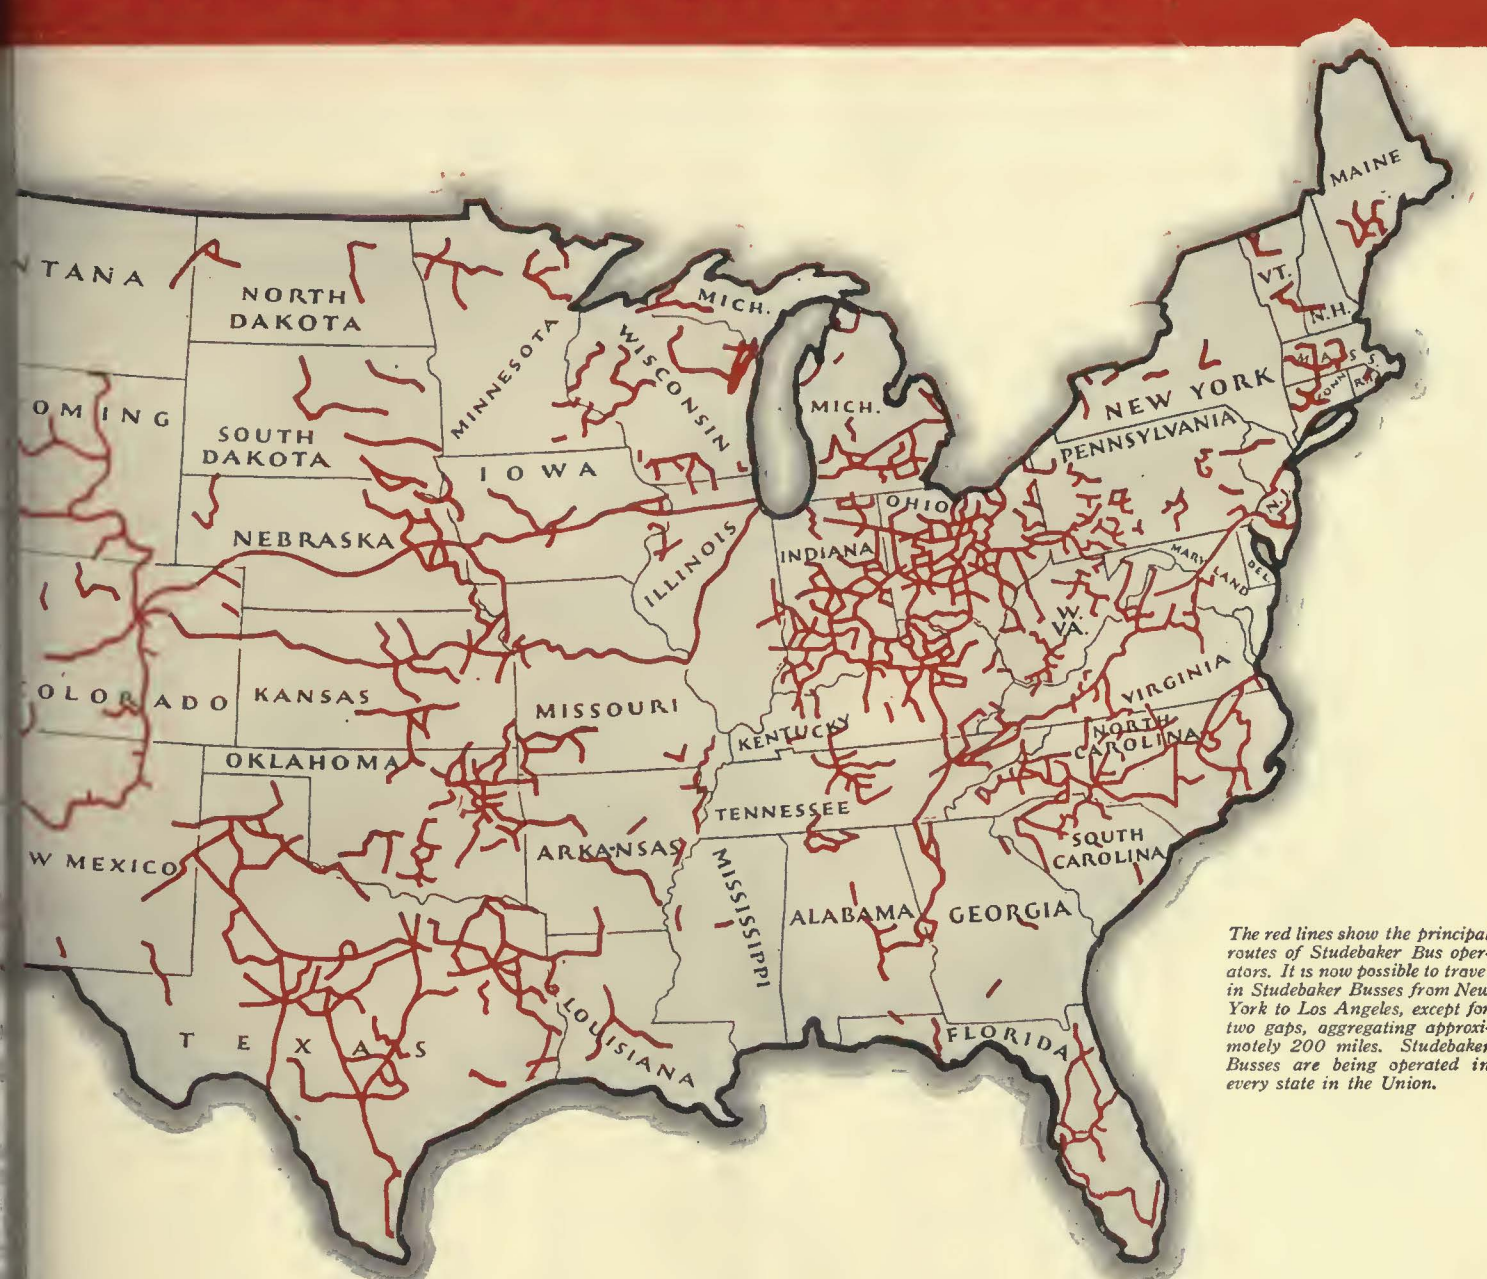 MAINE
VT.
N.H.
MASS
CONN
R.I.
NEW YORK
PENNSYLVANIA
N.J.
MARY
LAND
DEL.
TANA
NORTH
DAKOTA
MINNESOTA
WISCONSIN
MICH.
MICH.
OMING
SOUTH
DAKOTA
IOWA
NEBRASKA
ILLINOIS
INDIANA
OHIO
W.
VA.
VIRGINIA
COLORADO
KANSAS
MISSOURI
KENTUCKY
NORTH
CAROLINA
OKLAHOMA
TENNESSEE
ARKANSAS
SOUTH
CAROLINA
W MEXICO
MISSISSIPPI
ALABAMA
GEORGIA
TEXAS
LOUISIANA
FLORIDA
The red lines show the principal
routes of Studebaker Bus oper-
ators. It is now possible to trave
in Studebaker Busses from New
York to Los Angeles, except for
two gaps, aggregating approxi-
motely 200 miles. Studebaker
Busses are being operated in
every state in the Union.